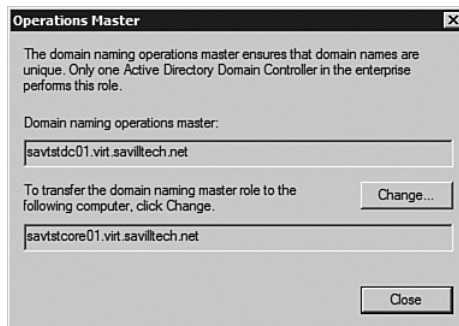 Operations Master
The domain naming operations master ensures that domain names are
unique. Only one Active Directory Domain Controller in the enterprise
performs this role.
Domain naming operations master:
savtstdc01.virt.savilltech.net
To transfer the domain naming master role to the
following computer, click Change.
Change...
savtstcore01.virt.savilltech.net
Close